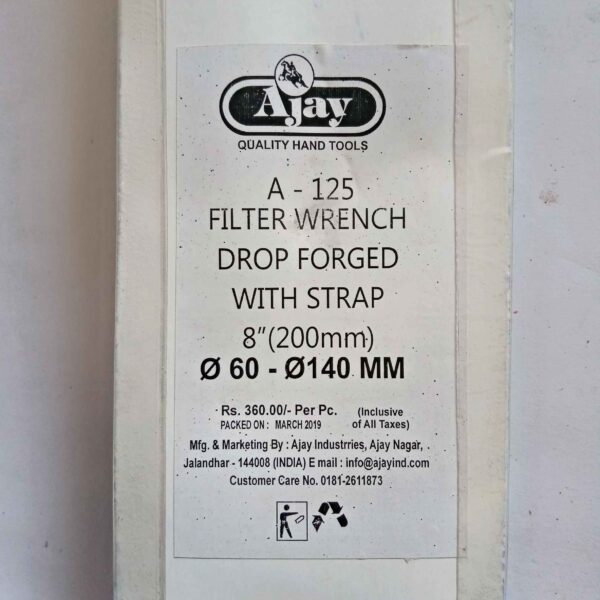 Ajay
QUALITY HAND TOOLS
A - 125
FILTER WRENCH
DROP FORGED
WITH STRAP
8"(200mm)
Ø 60 - Ø140 MM
Rs. 360.00/- Per Pc. (Inclusive
PACKED ON : MARCH 2019 of All Taxes)
Mfg. & Marketing By : Ajay Industrries, Ajay Nagar,
Jalandhar - 144008 (INDIA) E mail : info@ajayind.com
Customer Care No. 0181-2611873